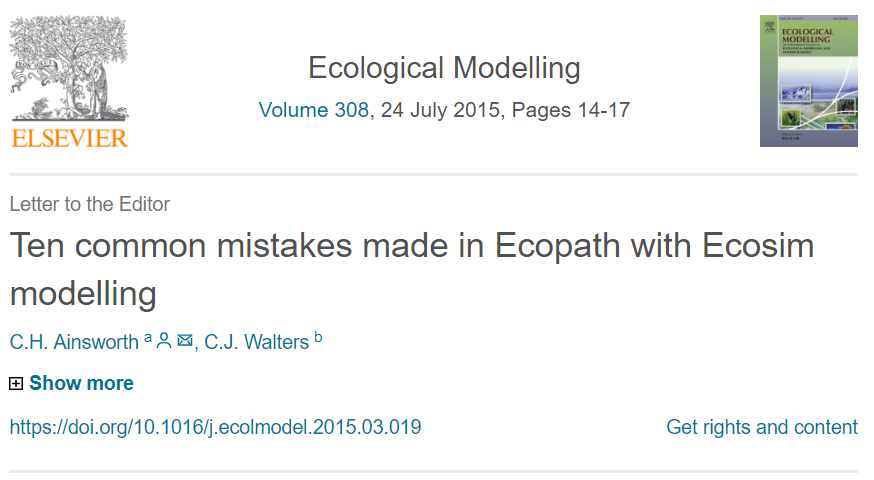 ELSEVIER
Ecological Modelling
Volume 308, 24 July 2015, Pages 14-17
ECOLOGICAL
MODELLING
Letter to the Editor
Ten common mistakes made in Ecopath with Ecosim
modelling
C.H. Ainsworth a, C.J. Walters b
Show more
https://doi.org/10.1016/j.ecolmodel.2015.03.019
Get rights and content